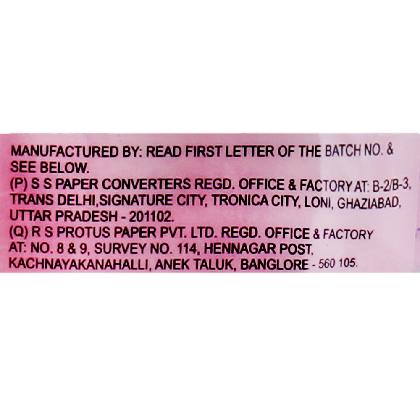 MANUFACTURED BY: READ FIRST LETTER OF THE BATCH NO. &
SEE BELOW.
(P) S S PAPER CONVERTERS REGD. OFFICE & FACTORY AT: B-2/B-3,
TRANS DELHI,SIGNATURE CITY, TRONICA CITY, LONI, GHAZIABAD,
UTTAR PRADESH - 201102.
(Q) R S PROTUS PAPER PVT. LTD. REGD. OFFICE & FACTORY
AT: NO. 8 & 9, SURVEY NO. 114, HENNAGAR POST,
KACHNAYAKANAHALLI, ANEK TALUK, BANGLORE - 560 105.